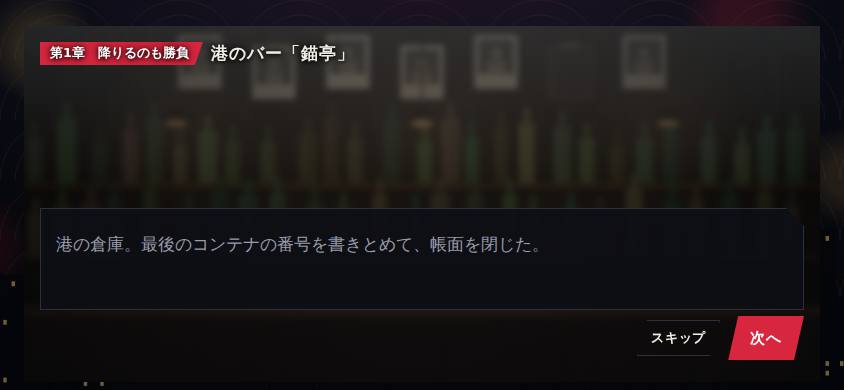 第1章　降りるのも勝負
港のバー「錨亭」
港の倉庫。最後のコンテナの番号を書きとめて、帳面を閉じた。
スキップ
次へ